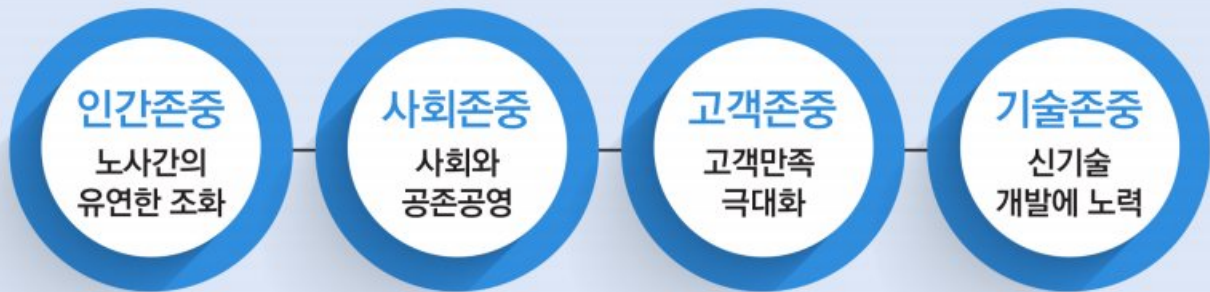 인간존중
노사간의
유연한 조화
사회존중
사회와
공존공영
고객존중
고객만족
극대화
기술존중
신기술
개발에 노력